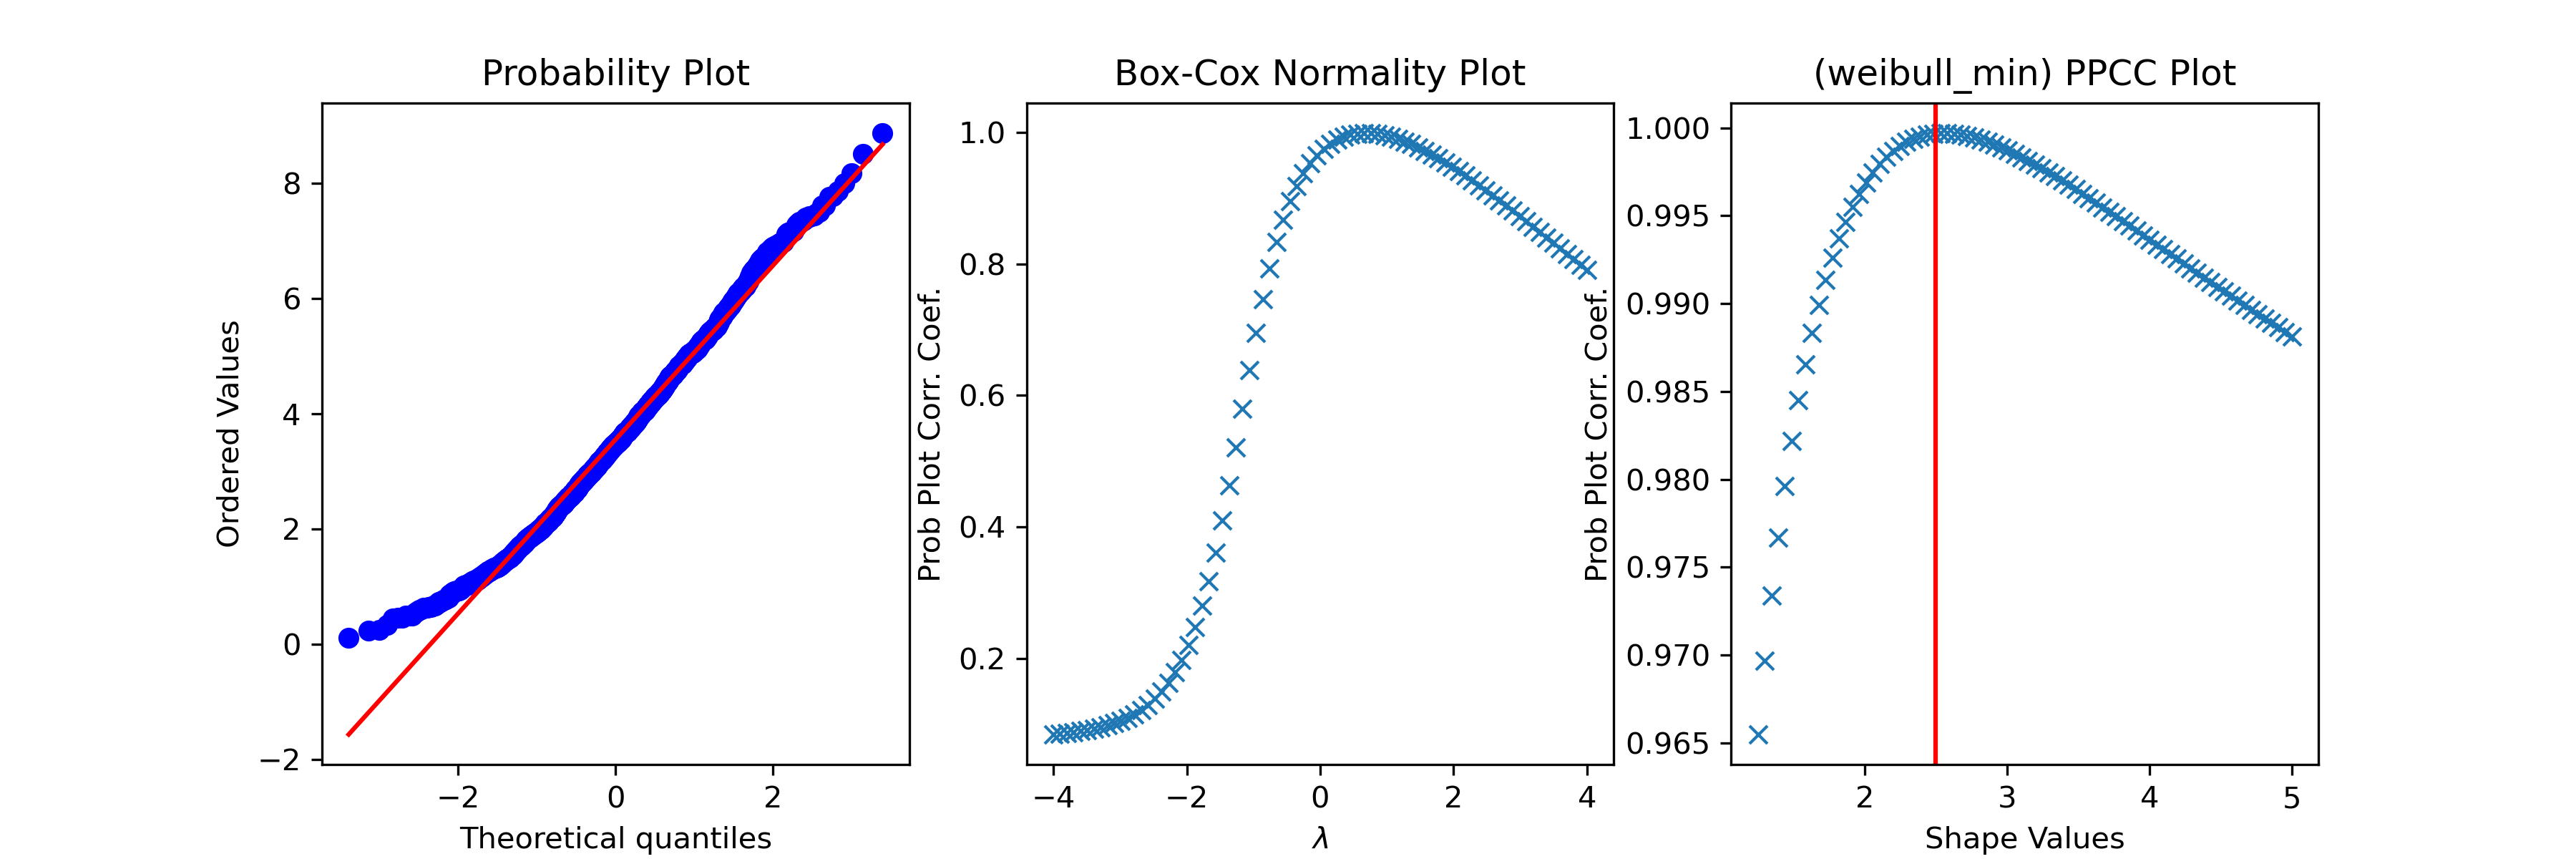 Probability Plot
Ordered Values
8
6
4
2
0
−2
−2 0 2
Theoretical quantiles
Box-Cox Normality Plot
Prob Plot Corr. Coef.
1.0
0.8
0.6
0.4
0.2
−4 −2 0 2 4
λ
(weibull_min) PPCC Plot
Prob Plot Corr. Coef.
1.000
0.995
0.990
0.985
0.980
0.975
0.970
0.965
2 3 4 5
Shape Values